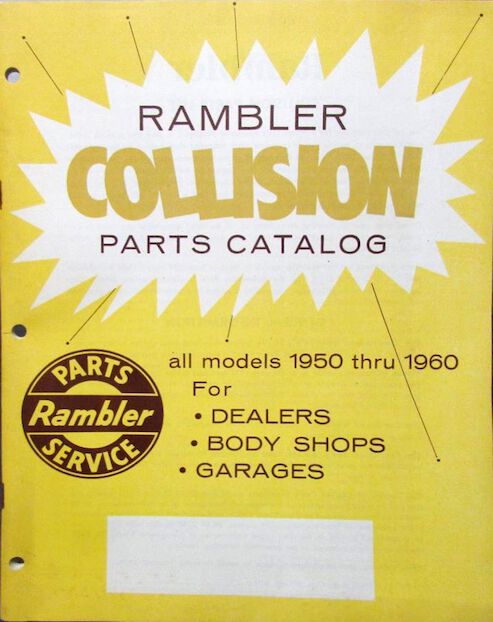 RAMBLER
COLLISION
PARTS CATALOG
all models 1950 thru 1960
For
• DEALERS
• BODY SHOPS
• GARAGES
PARTS
Rambler
SERVICE